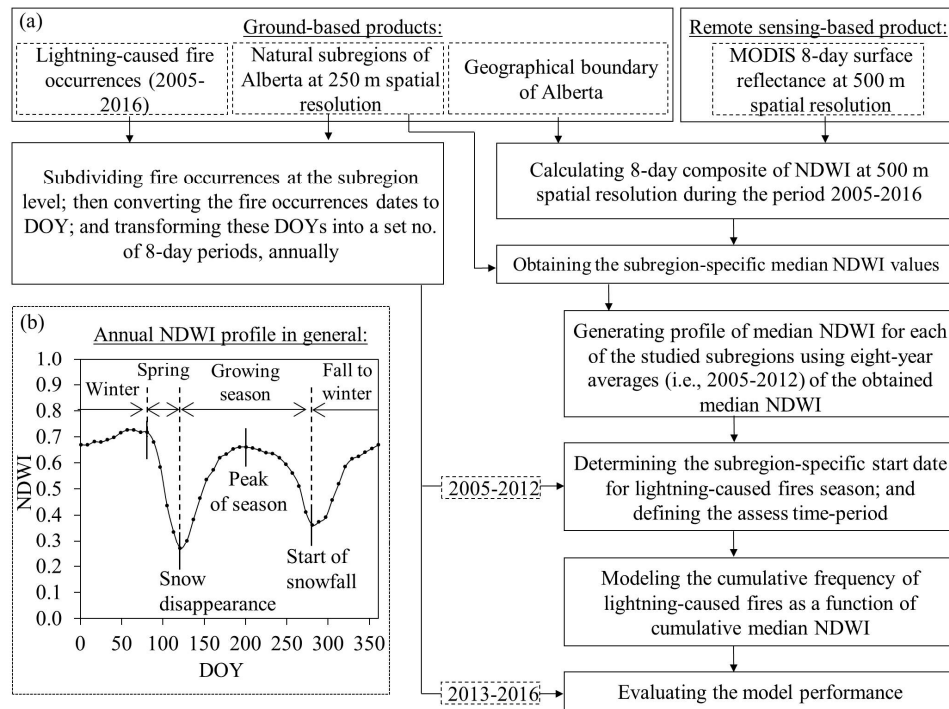 (a)
Ground-based products:
Lightning-caused fire
occurrences (2005-
2016)
Natural subregions of
Alberta at 250 m spatial
resolution
Geographical boundary
of Alberta
Remote sensing-based product:
MODIS 8-day surface
reflectance at 500 m
spatial resolution
Subdividing fire occurrences at the subregion
level; then converting the fire occurrences dates to
DOY; and transforming these DOYs into a set no.
of 8-day periods, annually
Calculating 8-day composite of NDWI at 500 m
spatial resolution during the period 2005-2016
Obtaining the subregion-specific median NDWI values
Generating profile of median NDWI for each
of the studied subregions using eight-year
averages (i.e., 2005-2012) of the obtained
median NDWI
2005-2012
Determining the subregion-specific start date
for lightning-caused fires season; and
defining the assess time-period
Modeling the cumulative frequency of
lightning-caused fires as a function of
cumulative median NDWI
2013-2016
Evaluating the model performance
(b)
Annual NDWI profile in general:
Winter
Spring
Growing
season
Fall to
winter
1.0
0.9
0.8
0.7
0.6
0.5
0.4
0.3
0.2
0.1
0.0
NDWI
Peak
of season
Snow
disappearance
Start of
snowfall
0 50 100 150 200 250 300 350
DOY